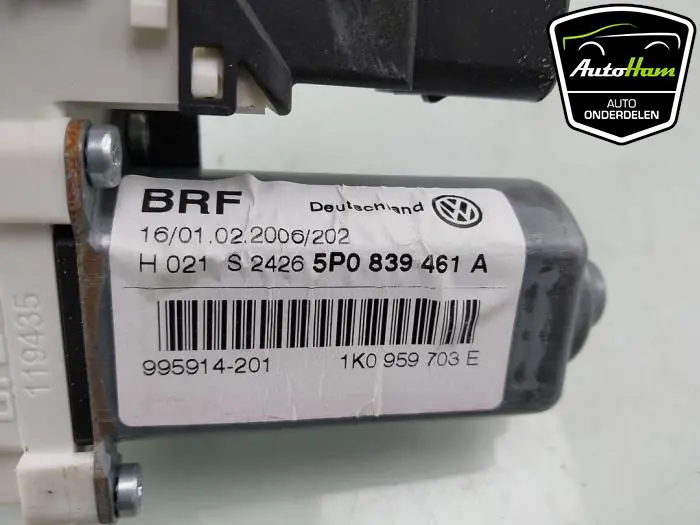 AutoHam
AUTO
ONDERDELEN
BRF Deutschland
16/01.02.2006/202
H 021 S 2426 5P0 839 461 A
995914-201 1K0 959 703 E
119435